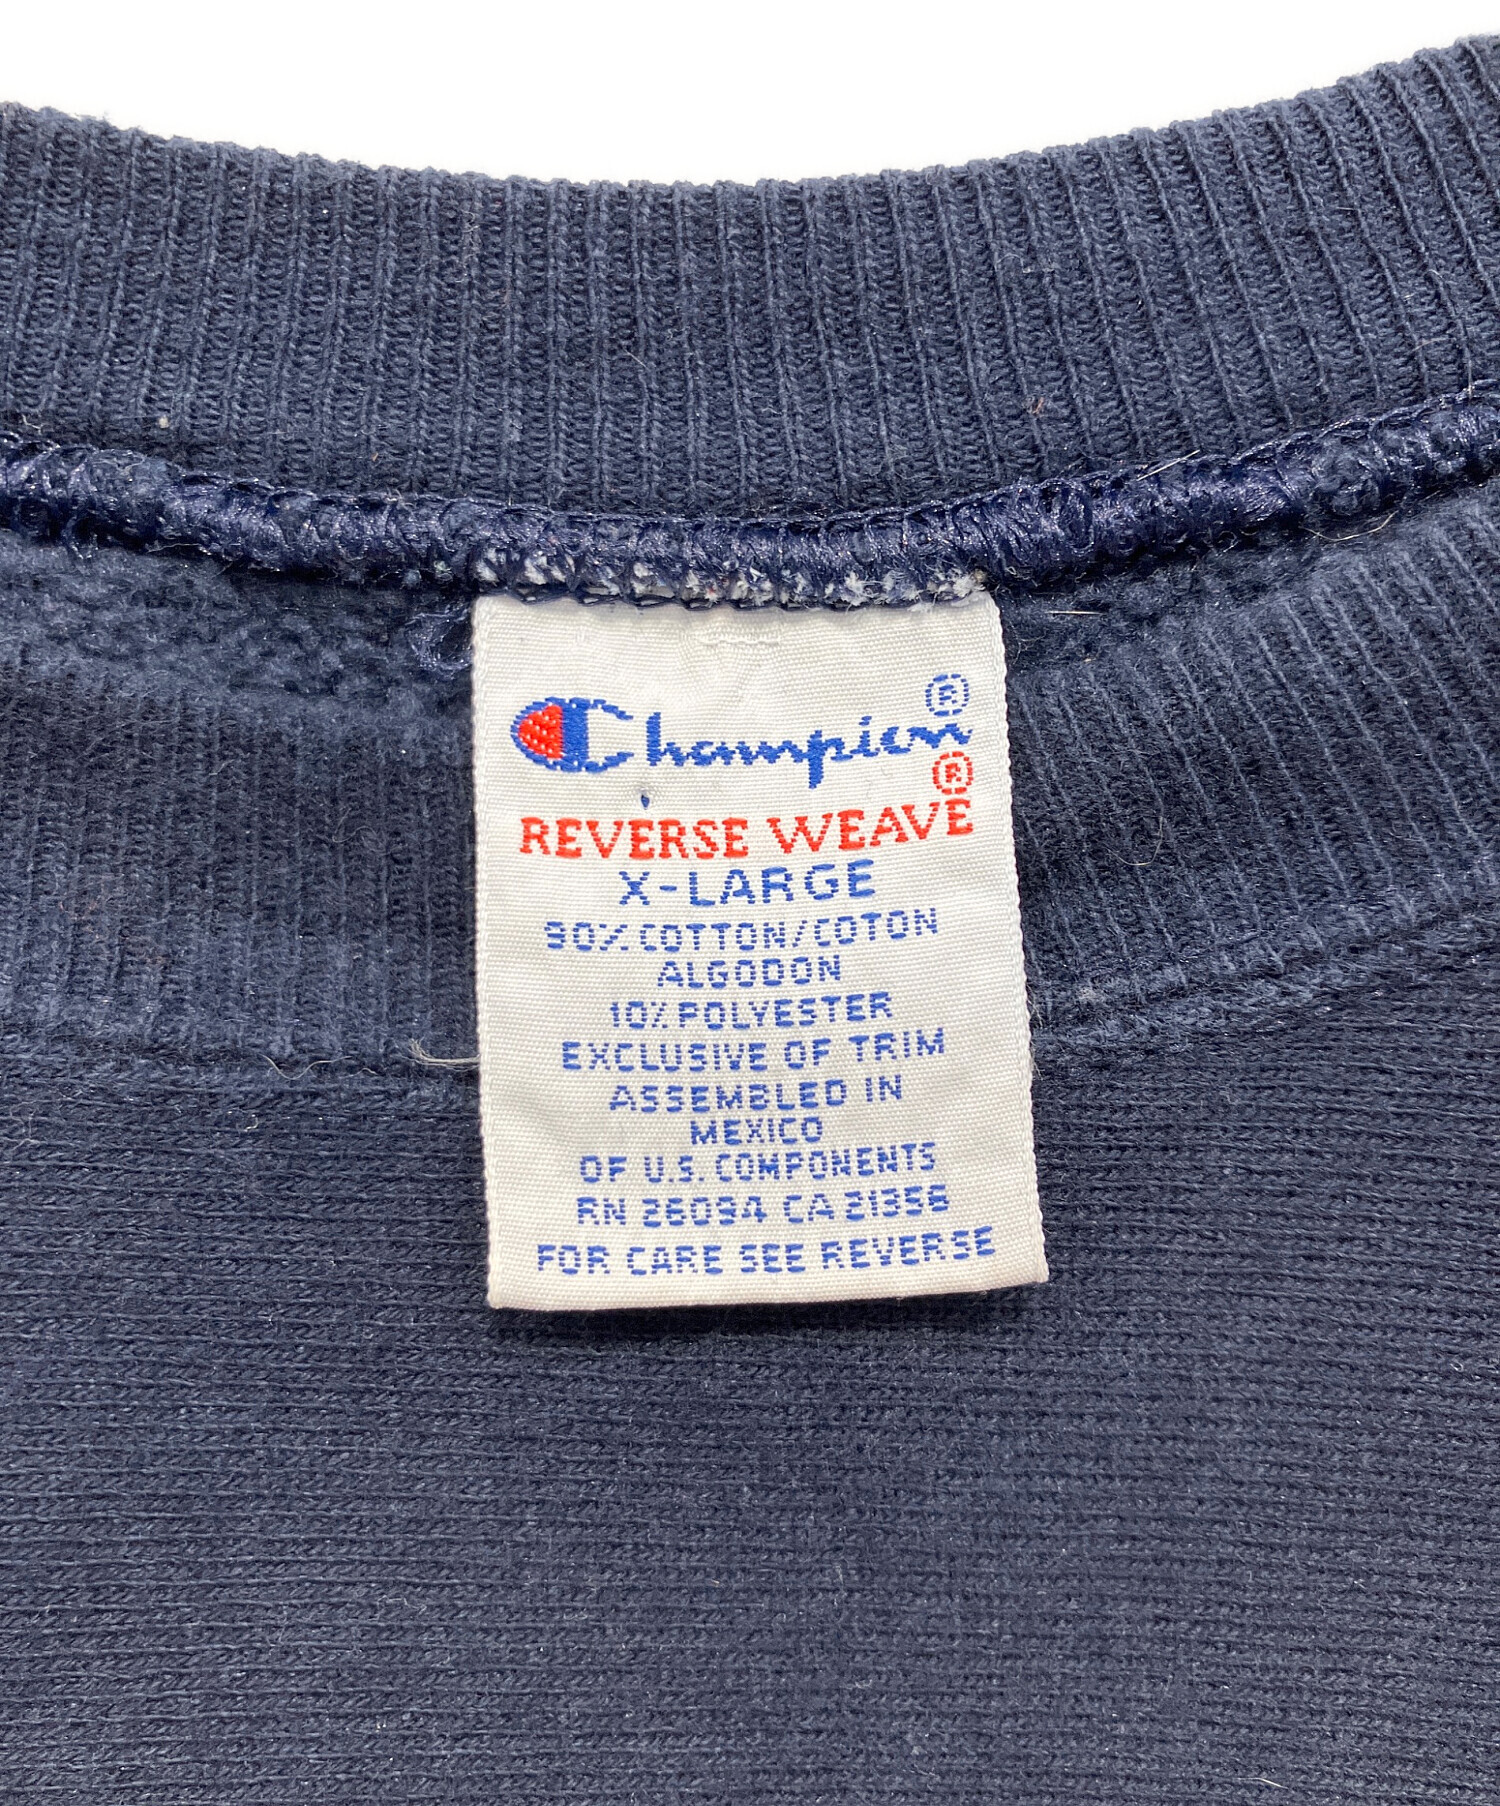 Champion®
REVERSE WEAVE®
X-LARGE
90% COTTON/COTON
ALGODON
10% POLYESTER
EXCLUSIVE OF TRIM
ASSEMBLED IN
MEXICO
OF U.S. COMPONENTS
RN 26094 CA 21356
FOR CARE SEE REVERSE